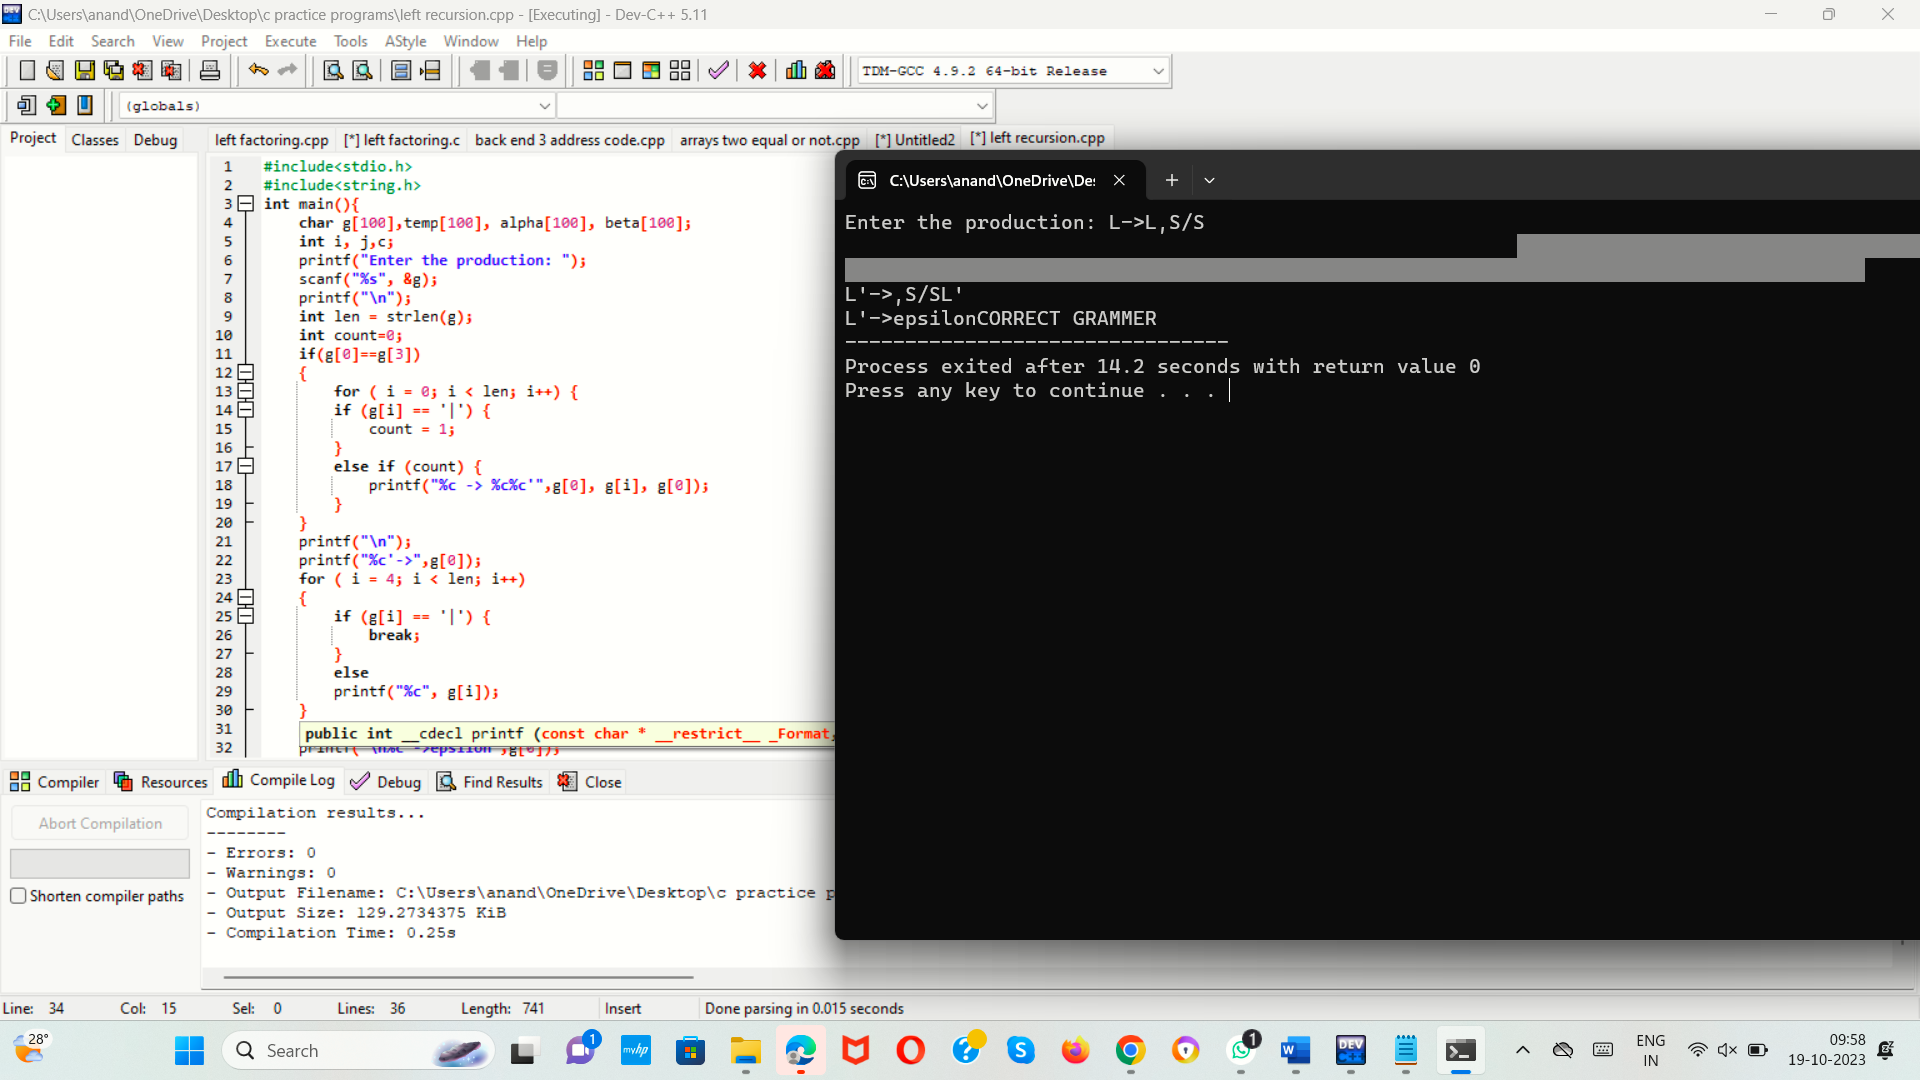 C:\Users\anand\OneDrive\Desktop\c practice programs\left recursion.cpp - [Executing] - Dev-C++ 5.11
File Edit Search View Project Execute Tools AStyle Window Help
TDM-GCC 4.9.2 64-bit Release
(globals)
Project Classes Debug
left factoring.cpp [*] left factoring.c back end 3 address code.cpp arrays two equal or not.cpp [*] Untitled2 [*] left recursion.cpp
1 #include<stdio.h>
2 #include<string.h>
3 int main(){
4 char g[100],temp[100], alpha[100], beta[100];
5 int i, j,c;
6 printf("Enter the production: ");
7 scanf("%s", &g);
8 printf("\n");
9 int len = strlen(g);
10 int count=0;
11 if(g[0]==g[3])
12 {
13 for ( i = 0; i < len; i++) {
14 if (g[i] == '|') {
15 count = 1;
16 }
17 else if (count) {
18 printf("%c -> %c%c'",g[0], g[i], g[0]);
19 }
20 }
21 printf("\n");
22 printf("%c'->",g[0]);
23 for ( i = 4; i < len; i++)
24 {
25 if (g[i] == '|') {
26 break;
27 }
28 else
29 printf("%c", g[i]);
30 }
31
public int __cdecl printf (const char * __restrict__ _Format,
32 printf("\n%c'->epsilon",g[0]);
C:\Users\anand\OneDrive\De:
Enter the production: L->L,S/S
L'->,S/SL'
L'->epsilonCORRECT GRAMMER
--------------------------------
Process exited after 14.2 seconds with return value 0
Press any key to continue . . .
Compiler Resources Compile Log Debug Find Results Close
Abort Compilation
Shorten compiler paths
Compilation results...
--------
- Errors: 0
- Warnings: 0
- Output Filename: C:\Users\anand\OneDrive\Desktop\c practice p
- Output Size: 129.2734375 KiB
- Compilation Time: 0.25s
Line: 34 Col: 15 Sel: 0 Lines: 36 Length: 741 Insert Done parsing in 0.015 seconds
28°
Search
1
myhp
1
DEV
C++
ENG
IN
09:58
19-10-2023